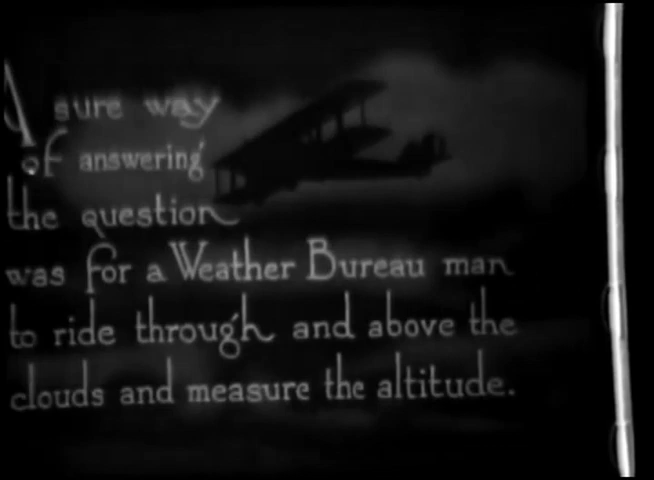 A sure way
of answering
the question
was for a Weather Bureau man
to ride through and above the
clouds and measure the altitude.